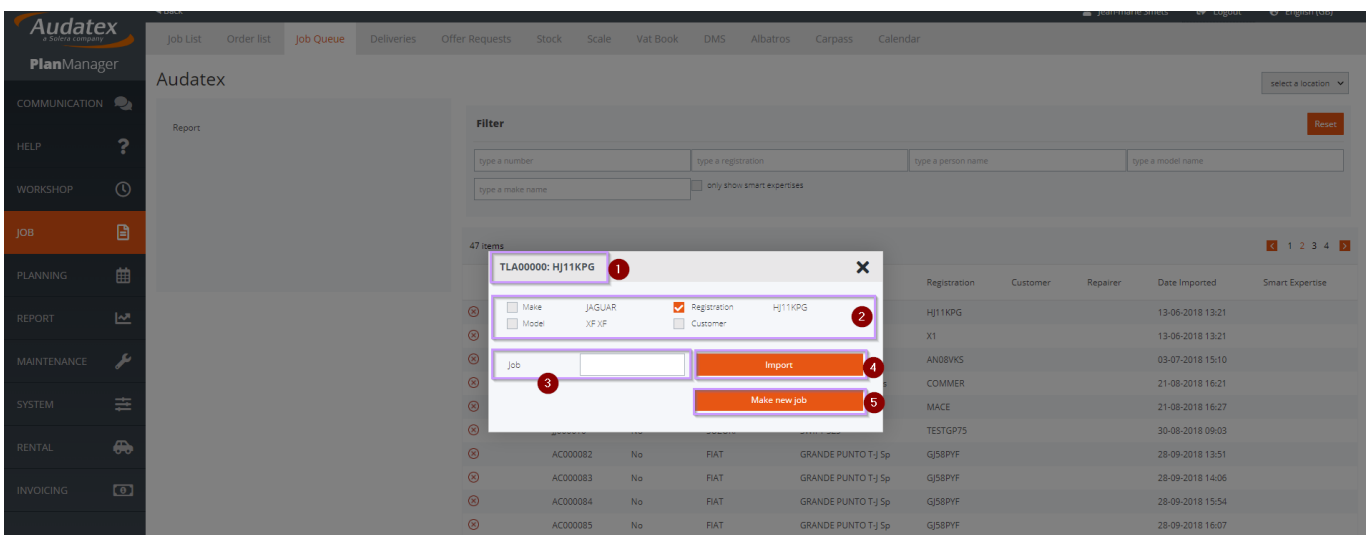 Back
Jean-marie Smets Logout English (GB)
Audatex
a Solera company
PlanManager
Job List Order list Job Queue Deliveries Offer Requests Stock Scale Vat Book DMS Albatros Carpass Calendar
Audatex
select a location
COMMUNICATION
HELP ?
WORKSHOP
JOB
PLANNING
REPORT
MAINTENANCE
SYSTEM
RENTAL
INVOICING
Report
Filter
Reset
type a number type a registration type a person name type a model name
type a make name only show smart expertises
47 items
1 2 3 4
Registration Customer Repairer Date Imported Smart Expertise
TLA00000: HJ11KPG 1
Make JAGUAR Registration HJ11KPG 2
Model XF XF Customer
Job Import 4
3
Make new job 5
HJ11KPG 13-06-2018 13:21
X1 13-06-2018 13:21
AN08VKS 03-07-2018 15:10
COMMER 21-08-2018 16:21
MACE 21-08-2018 16:27
TESTGP75 30-08-2018 09:03
AC000082 No FIAT GRANDE PUNTO T-J Sp GJ58PYF 28-09-2018 13:51
AC000083 No FIAT GRANDE PUNTO T-J Sp GJ58PYF 28-09-2018 14:06
AC000084 No FIAT GRANDE PUNTO T-J Sp GJ58PYF 28-09-2018 15:54
AC000085 No FIAT GRANDE PUNTO T-J Sp GJ58PYF 28-09-2018 16:07